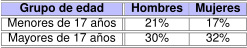 Grupo de edad Hombres Mujeres
Menores de 17 años 21% 17%
Mayores de 17 años 30% 32%